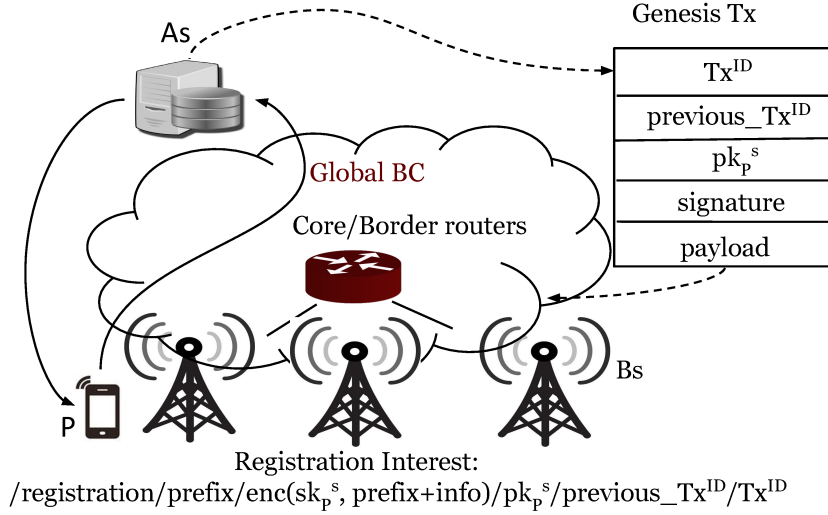 Genesis Tx
As
Tx^ID
previous_Tx^ID
pk_P^s
signature
payload
Global BC
Core/Border routers
Bs
P
Registration Interest:
/registration/prefix/enc(sk_P^s, prefix+info)/pk_P^s/previous_Tx^ID/Tx^ID